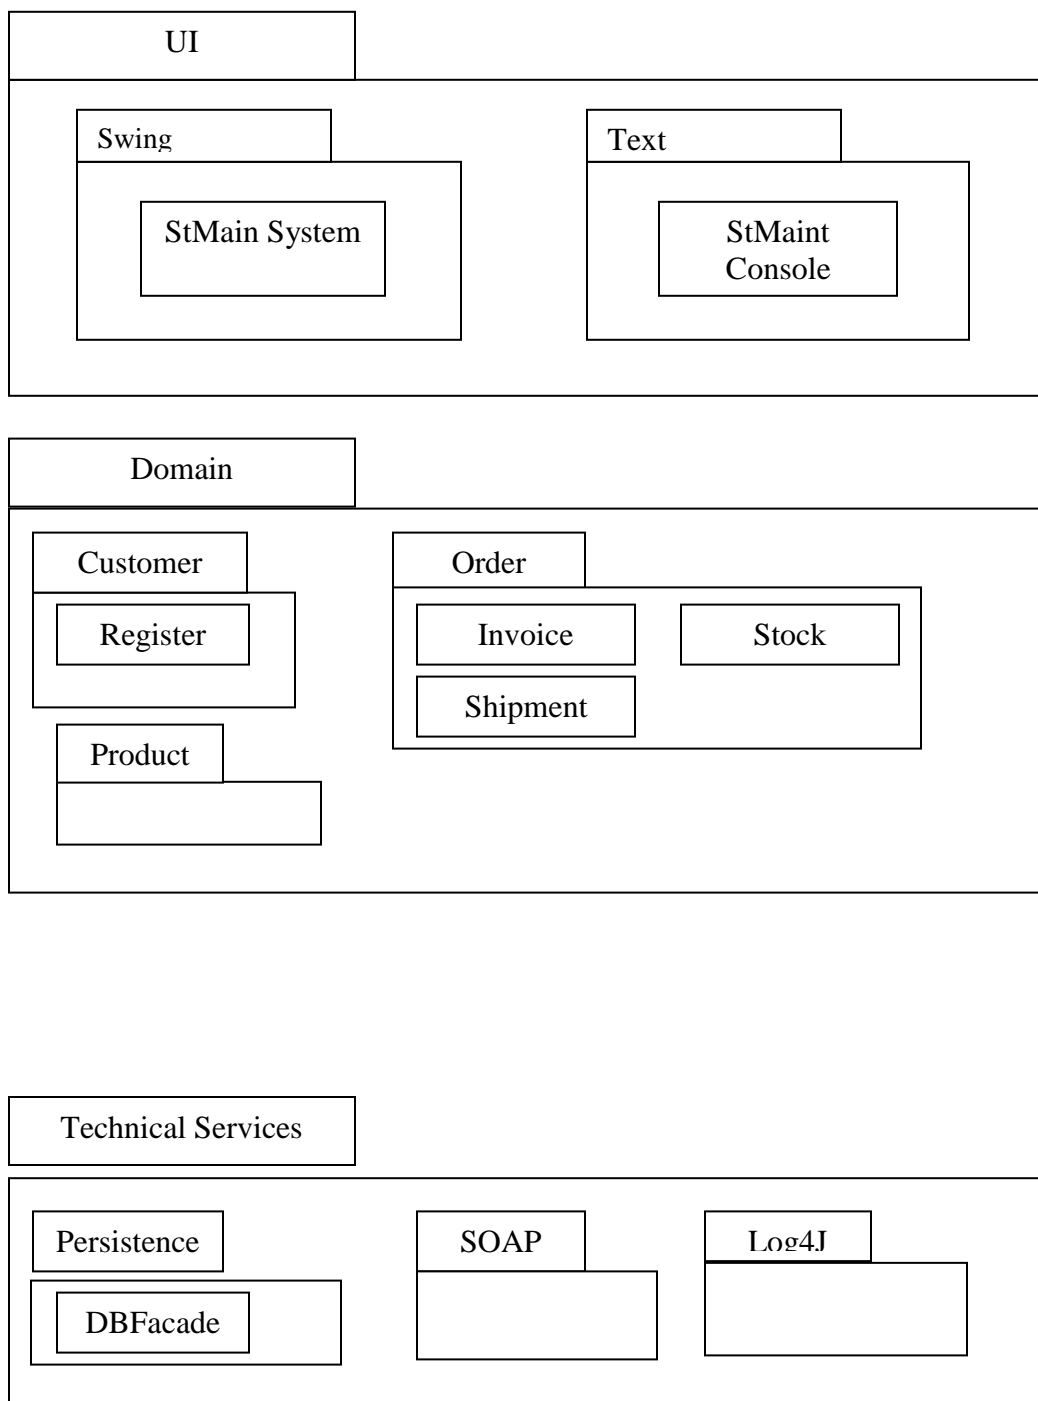 UI
Swing
Text
StMain System
StMaint
Console
Domain
Customer
Order
Register
Invoice
Stock
Shipment
Product
Technical Services
Persistence
SOAP
Log4J
DBFacade